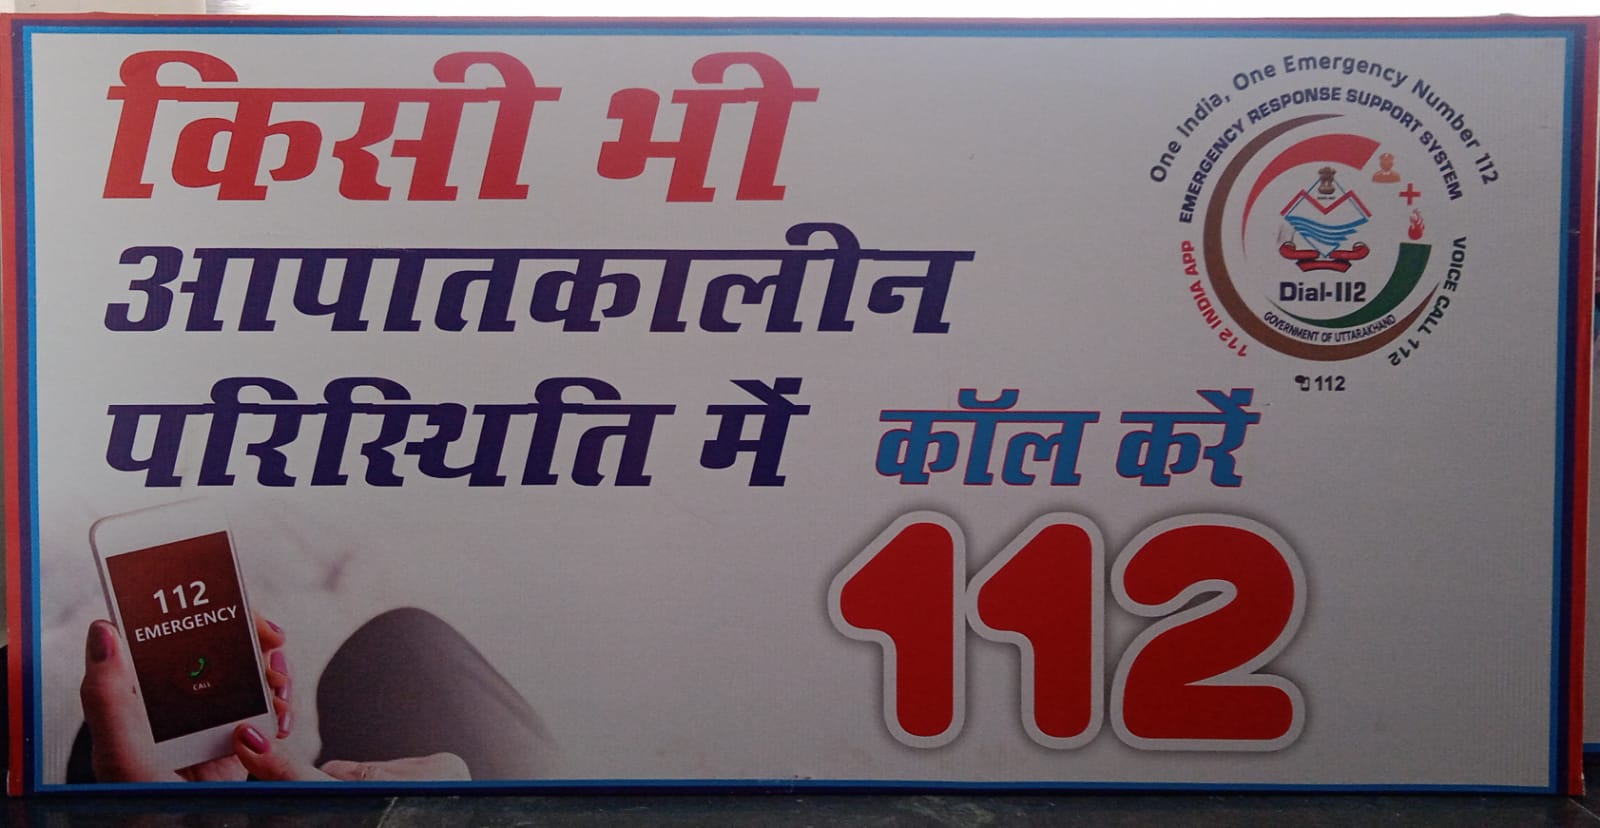 किसी भी
आपातकालीन
परिस्थिति में कॉल करें
112
One India, One Emergency Number 112
EMERGENCY RESPONSE SUPPORT SYSTEM
112 INDIA APP
VOICE CALL 112
Dial-112
GOVERNMENT OF UTTARAKHAND
112
112
EMERGENCY
CALL